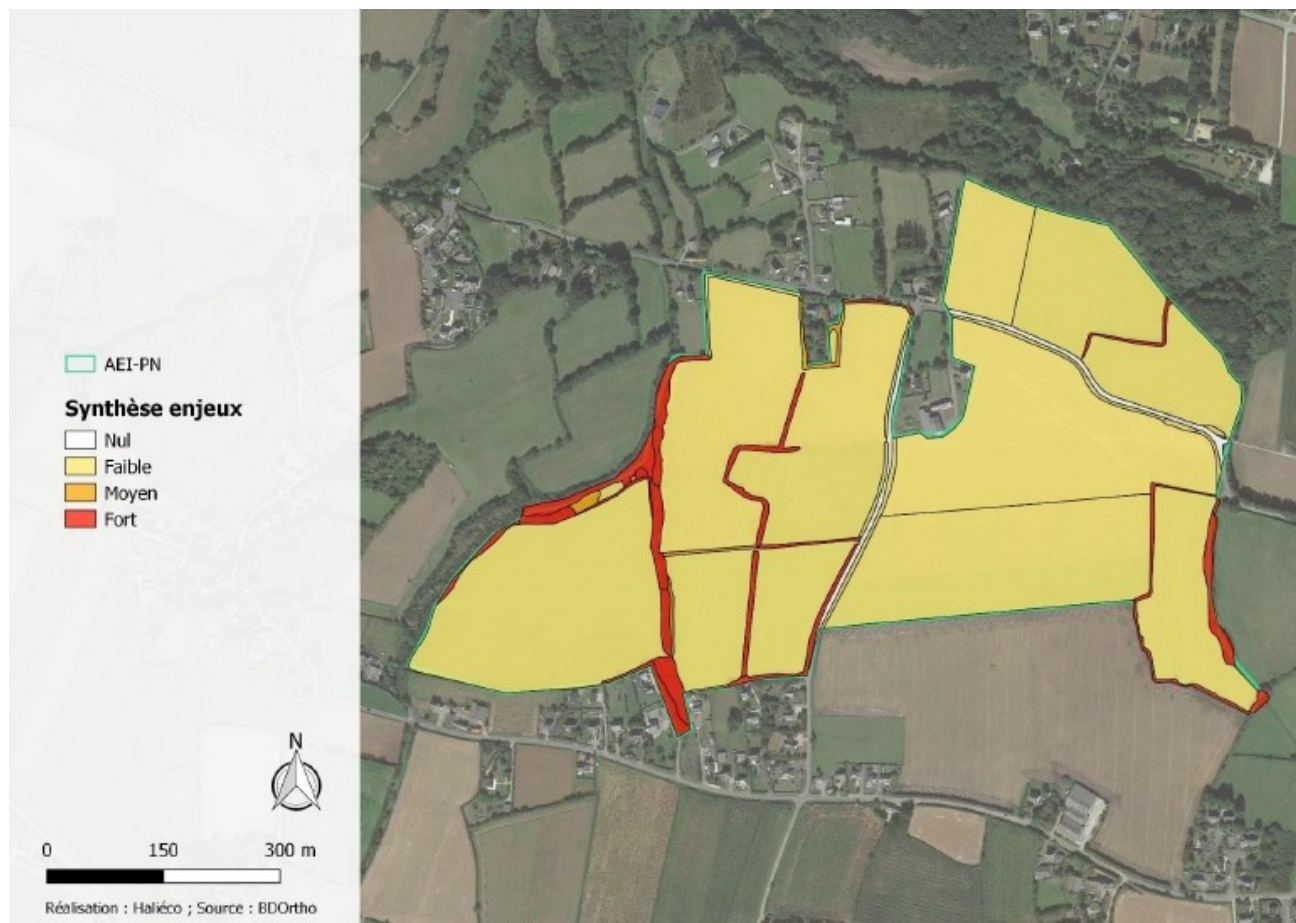 AEI-PN
Synthèse enjeux
Nul
Faible
Moyen
Fort
N
0 150 300 m
Réalisation : Haliéco ; Source : BDOrtho